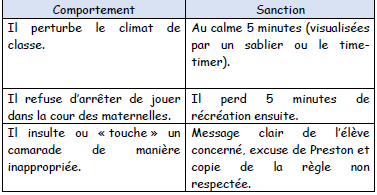 Comportement
Sanction
Il perturbe le climat de
classe.
Au calme 5 minutes (visualisées
par un sablier ou le time-
timer).
Il refuse d’arrêter de jouer
dans la cour des maternelles.
Il perd 5 minutes de
récréation ensuite.
Il insulte ou « touche » un
camarade de manière
inappropriée.
Message clair de l’élève
concerné, excuse de Preston et
copie de la règle non
respectée.